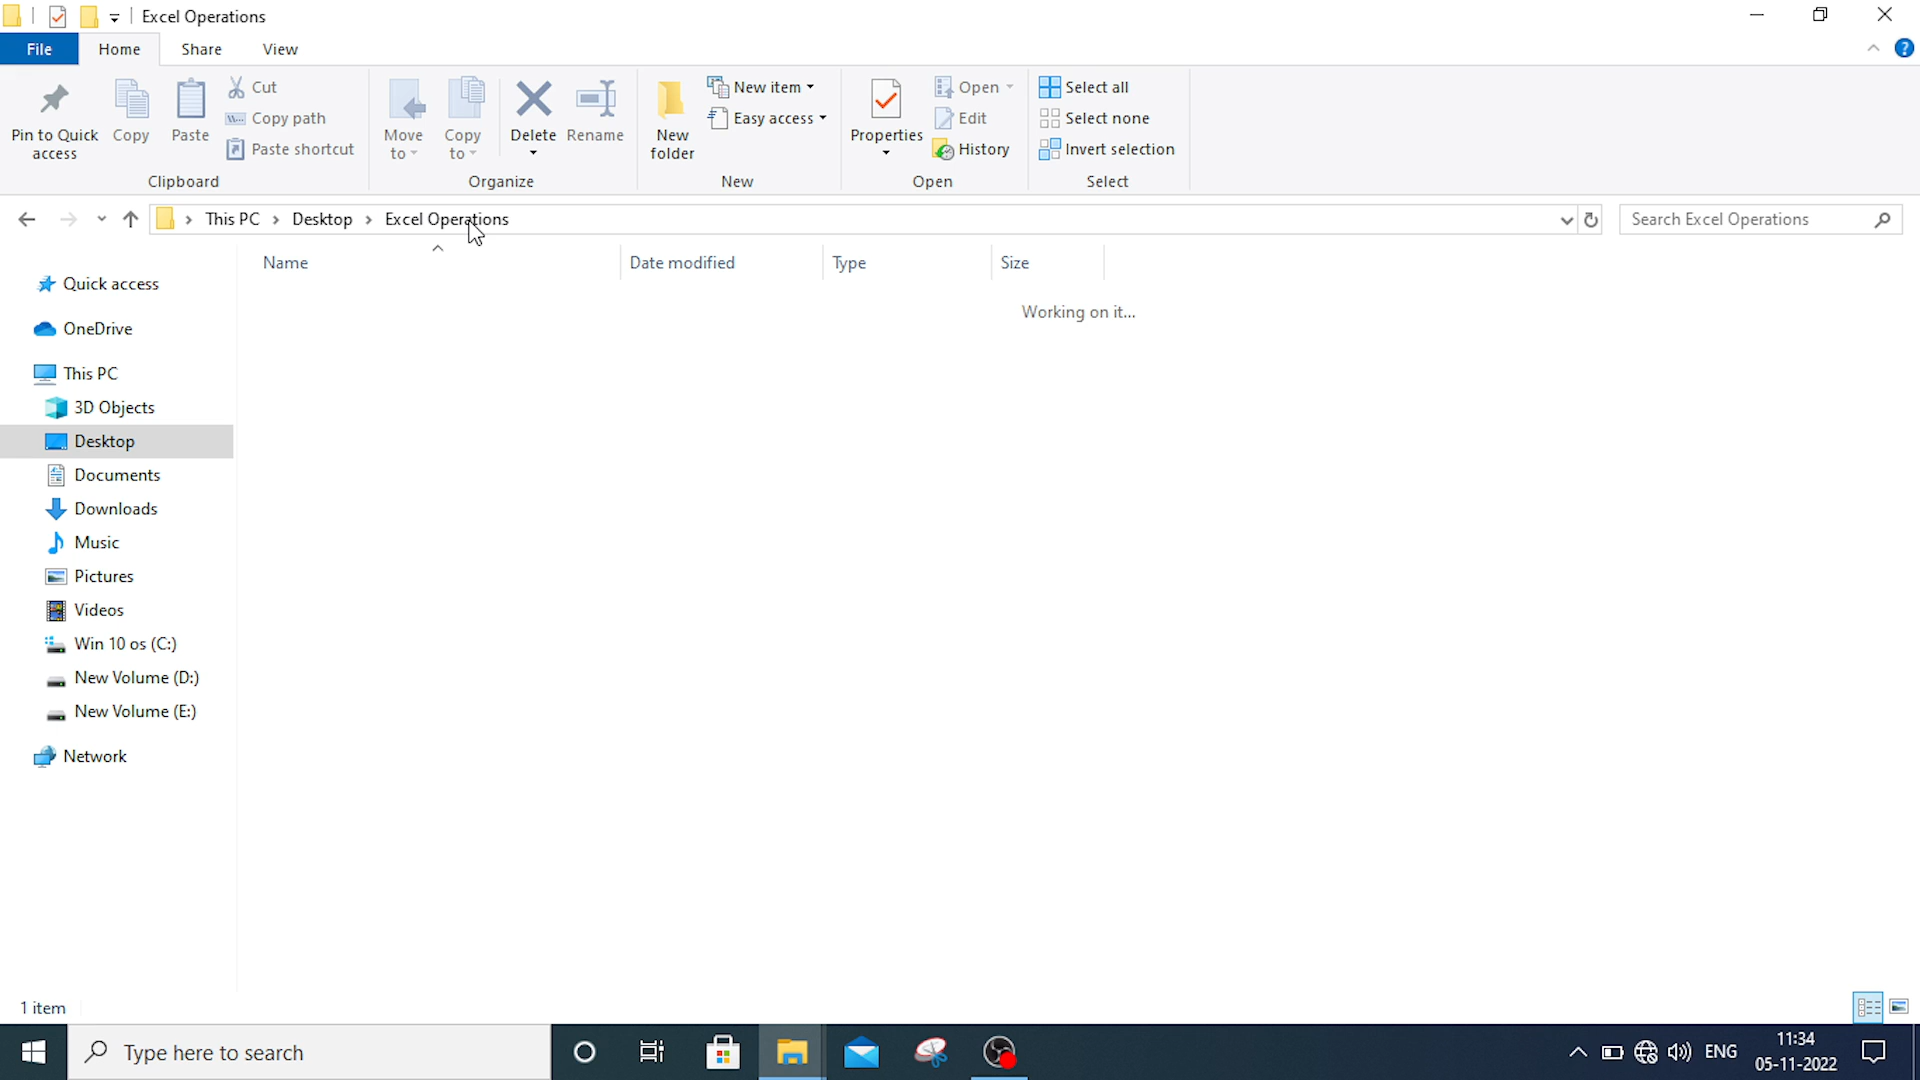 Excel Operations
File
Home
Share
View
Pin to Quick access
Copy
Paste
Cut
Copy path
Paste shortcut
Clipboard
Move to
Copy to
Delete
Rename
Organize
New folder
New item
Easy access
New
Properties
Open
Edit
History
Open
Select all
Select none
Invert selection
Select
This PC
Desktop
Excel Operations
Search Excel Operations
Name
Date modified
Type
Size
Working on it...
Quick access
OneDrive
This PC
3D Objects
Desktop
Documents
Downloads
Music
Pictures
Videos
Win 10 os (C:)
New Volume (D:)
New Volume (E:)
Network
1 item
Type here to search
ENG
11:34
05-11-2022